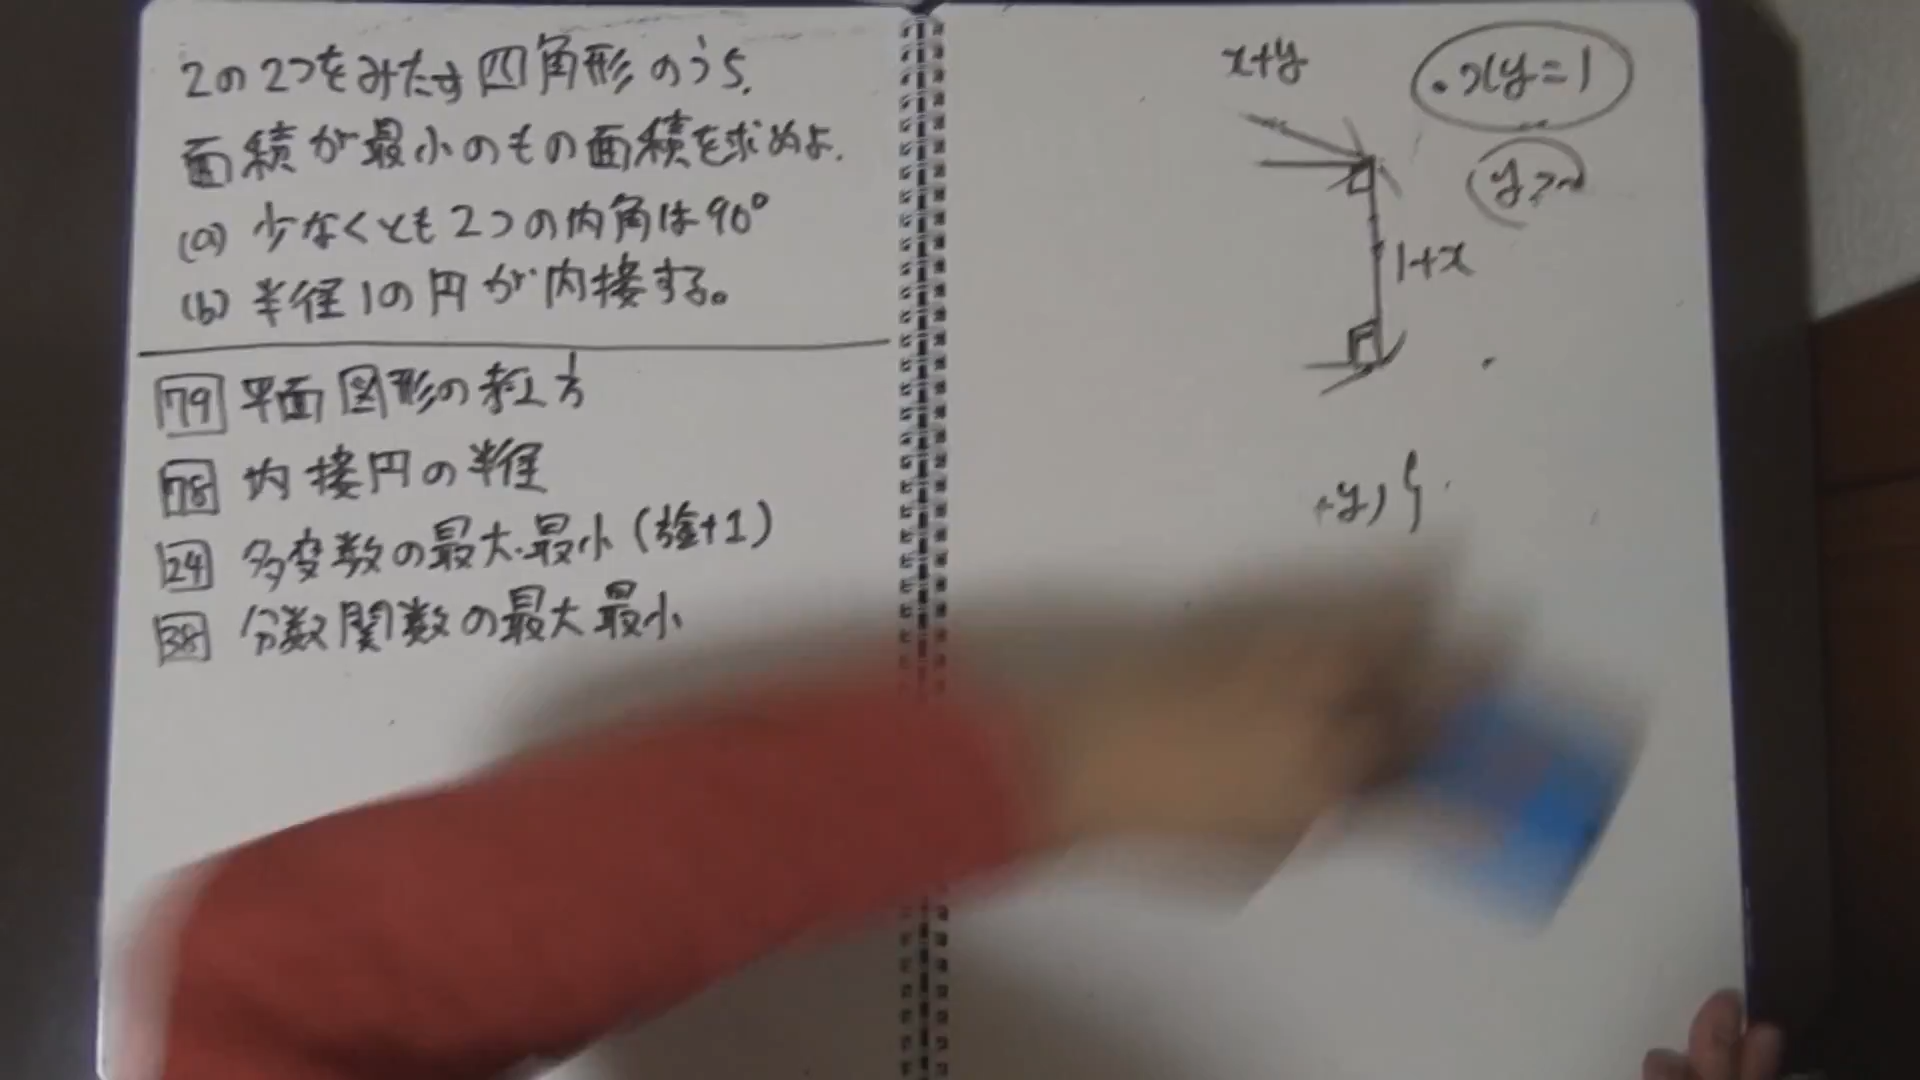 2の2つをみたす四角形のうち、
面積が最小のもの面積を求めよ.
(a) 少なくとも2つの内角は90°
(b) 半径1の円が内接する。
79 平面図形の
78 内接円の半径
24 多変数の最大・最小(+1)
38 分数関数の最大最小
x+y
xy=1
1+x